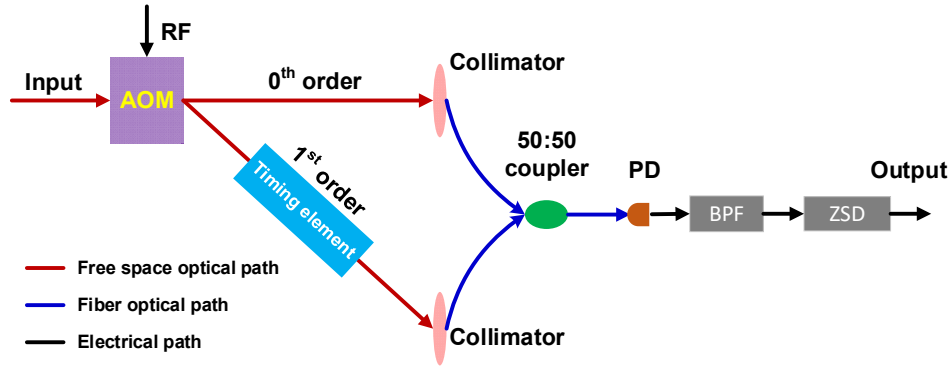 RF
Input
AOM
0th order
Collimator
1st order
Timing element
50:50
coupler
PD
BPF
ZSD
Output
Free space optical path
Fiber optical path
Electrical path
Collimator